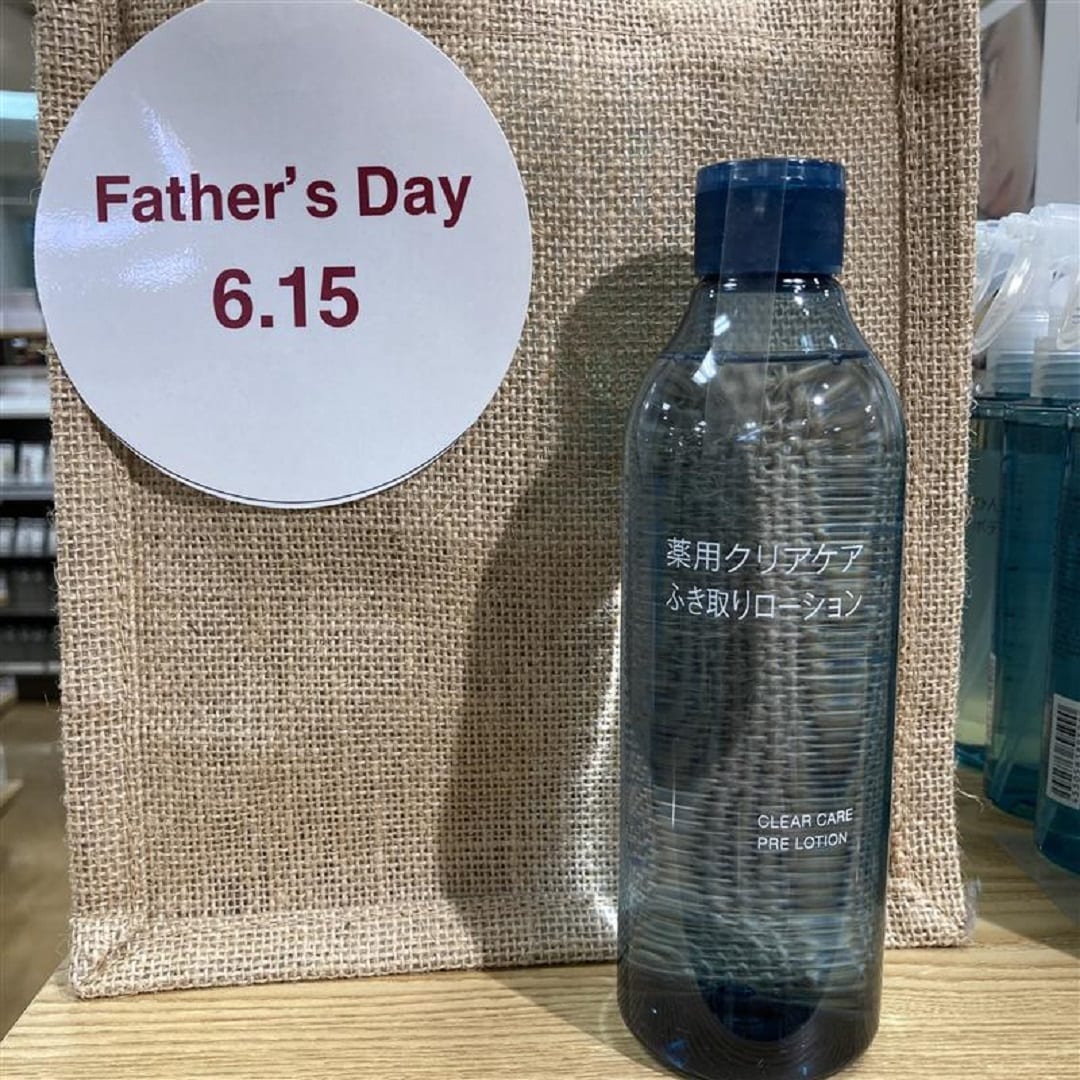 Father's Day
6.15
薬用クリアケア
ふき取りローション
CLEAR CARE
PRE LOTION